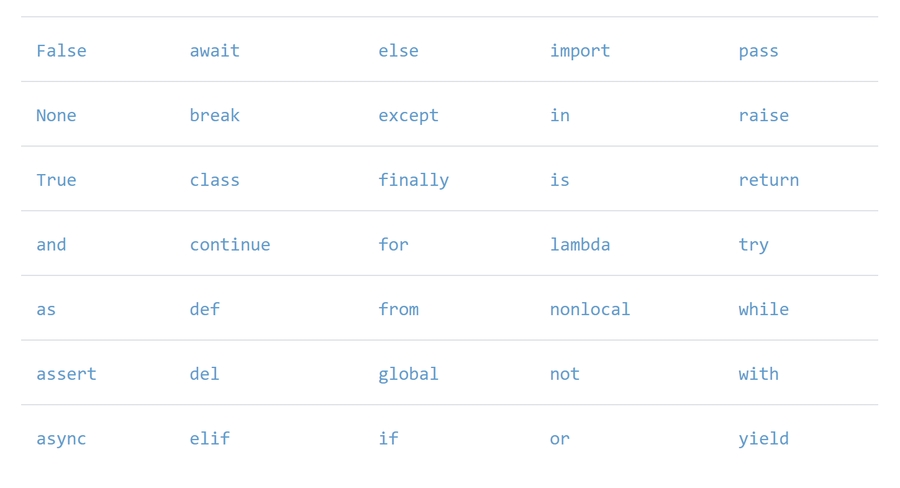 False await else import pass
None break except in raise
True class finally is return
and continue for lambda try
as def from nonlocal while
assert del global not with
async elif if or yield